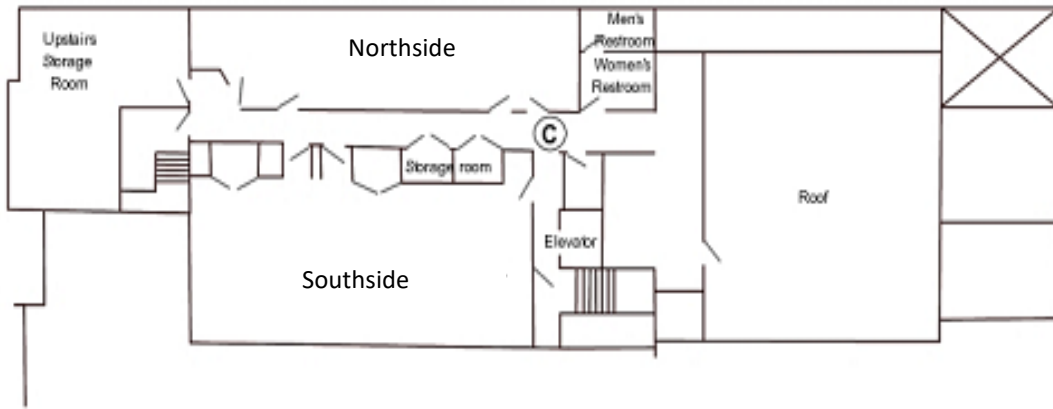 Upstairs
Storage
Room
Northside
Men's
Restroom
Women's
Restroom
C
Storage room
Roof
Elevator
Southside